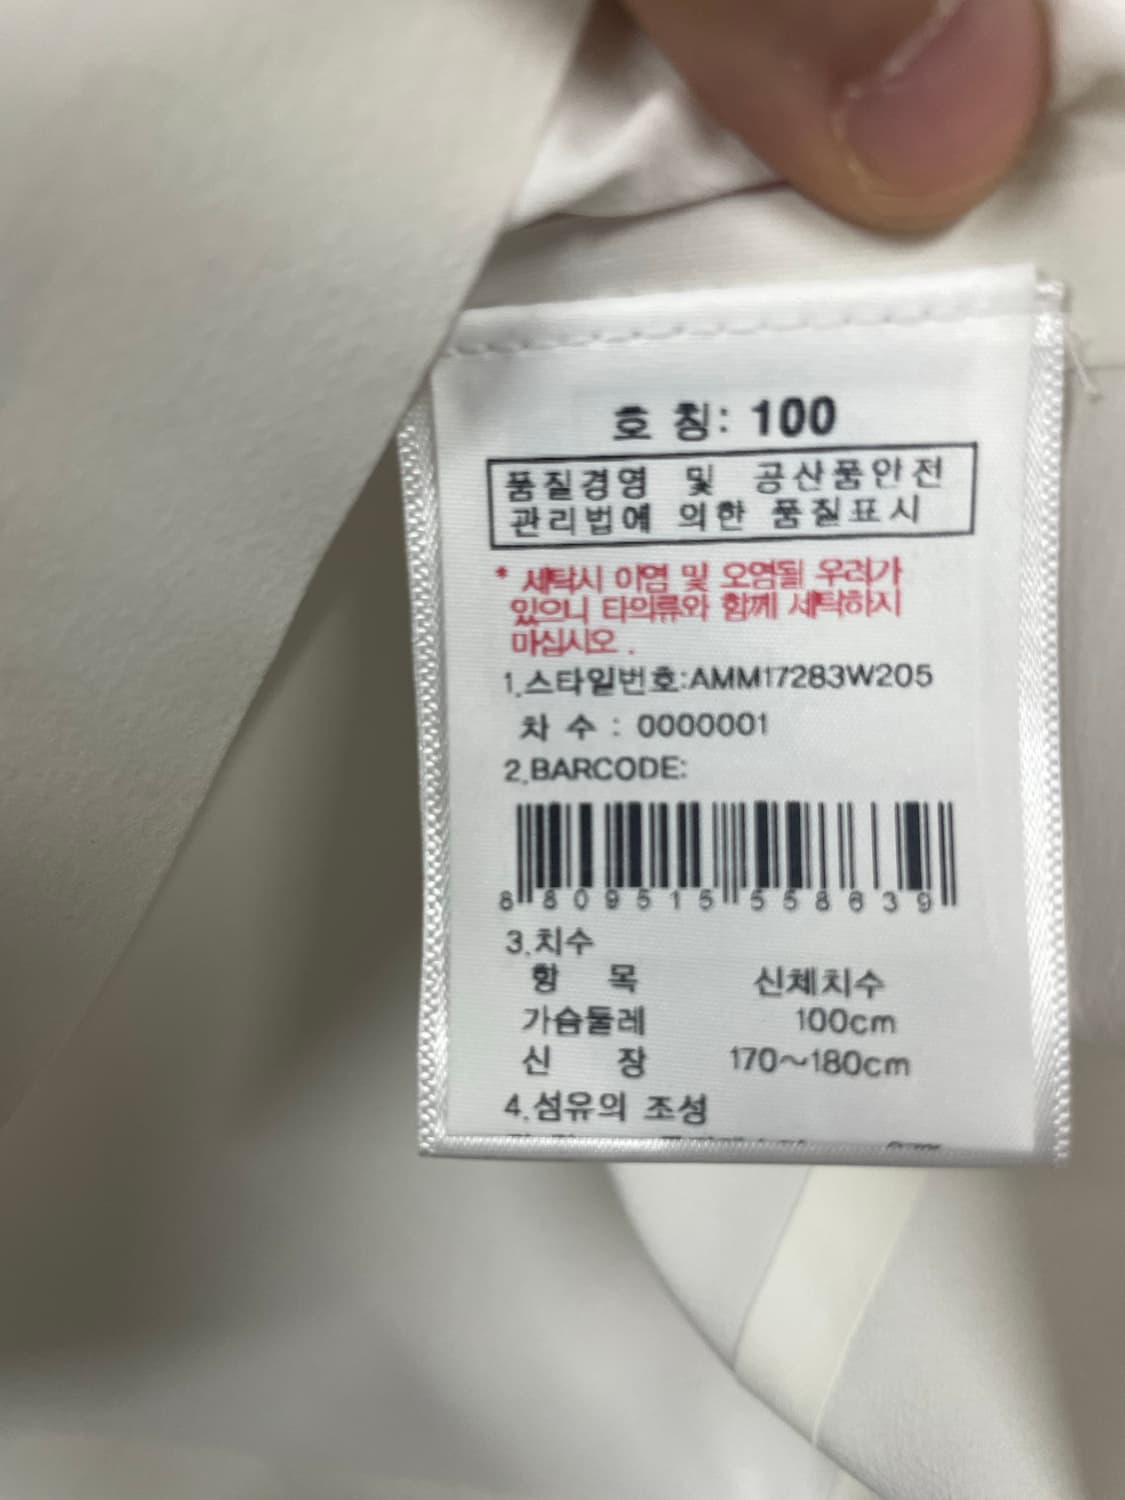 호 칭: 100
품질경영 및 공산품안전
관리법에 의한 품질표시
* 세탁시 이염 및 오염될 우려가
있으니 타의류와 함께 세탁하지
마십시오 .
1.스타일번호:AMM17283W205
차 수 : 0000001
2.BARCODE:
8 809515 558639
3.치수
항 목 신체치수
가슴둘레 100cm
신 장 170~180cm
4.섬유의 조성